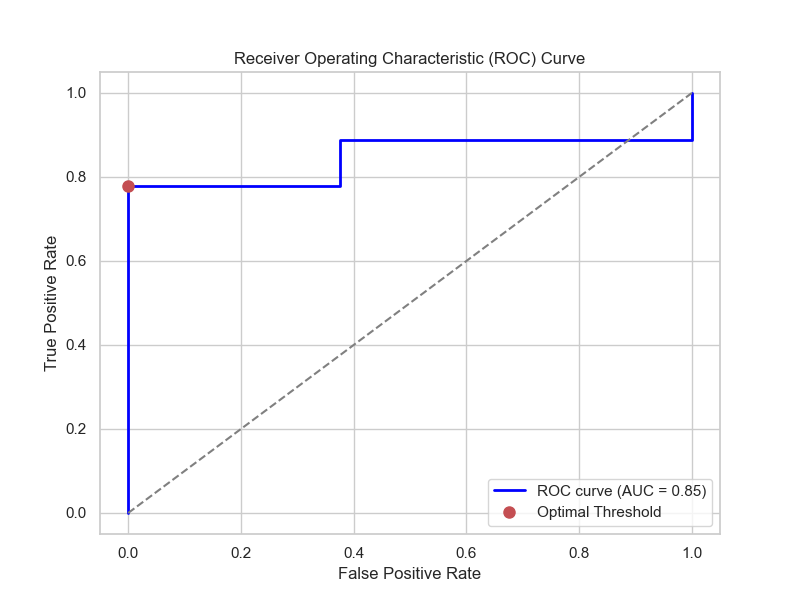 Receiver Operating Characteristic (ROC) Curve
True Positive Rate
1.0
0.8
0.6
0.4
0.2
0.0
0.0 0.2 0.4 0.6 0.8 1.0
False Positive Rate
ROC curve (AUC = 0.85)
Optimal Threshold